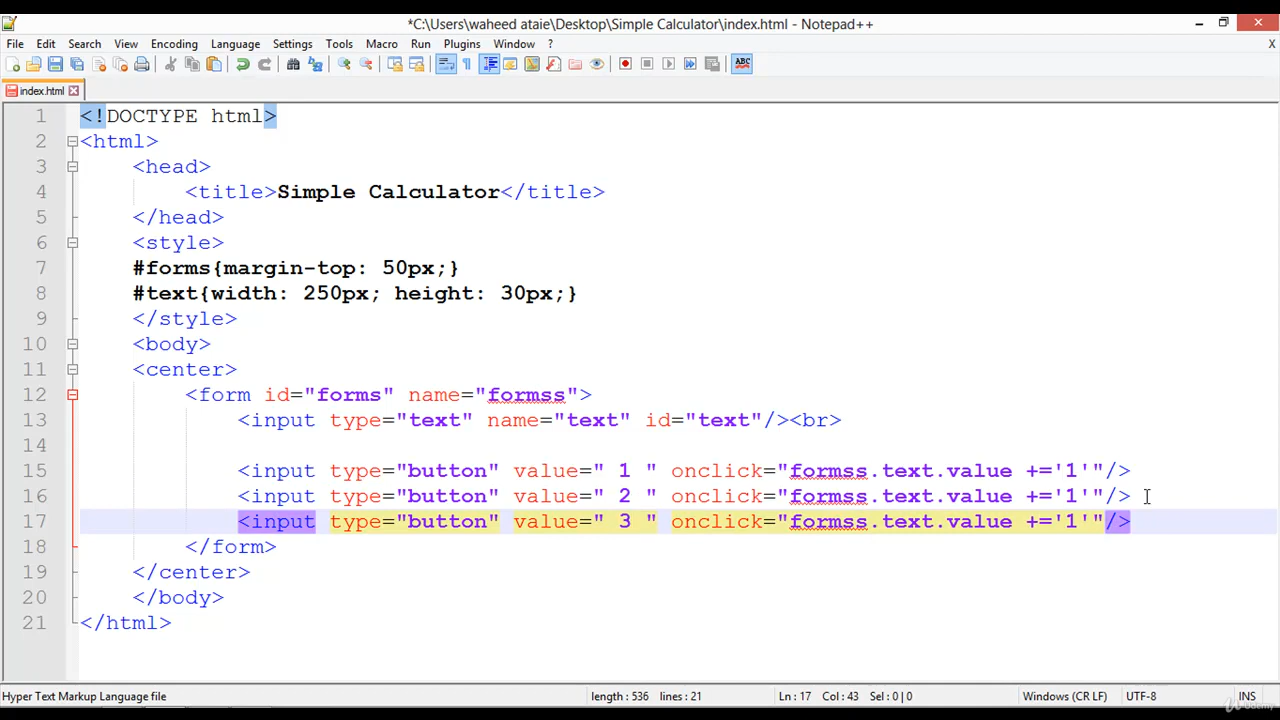 *C:\Users\waheed ataie\Desktop\Simple Calculator\index.html - Notepad++
File Edit Search View Encoding Language Settings Tools Macro Run Plugins Window ? X
ABC
index.html
1 <!DOCTYPE html>
2 <html>
3 <head>
4 <title>Simple Calculator</title>
5 </head>
6 <style>
7 #forms{margin-top: 50px;}
8 #text{width: 250px; height: 30px;}
9 </style>
10 <body>
11 <center>
12 <form id="forms" name="formss">
13 <input type="text" name="text" id="text"/><br>
14
15 <input type="button" value=" 1 " onclick="formss.text.value +='1'"/>
16 <input type="button" value=" 2 " onclick="formss.text.value +='1'"/>
17 <input type="button" value=" 3 " onclick="formss.text.value +='1'"/>
18 </form>
19 </center>
20 </body>
21 </html>
Hyper Text Markup Language file length : 536 lines : 21 Ln : 17 Col : 43 Sel : 0 | 0 Windows (CR LF) UTF-8 INS
Udemy